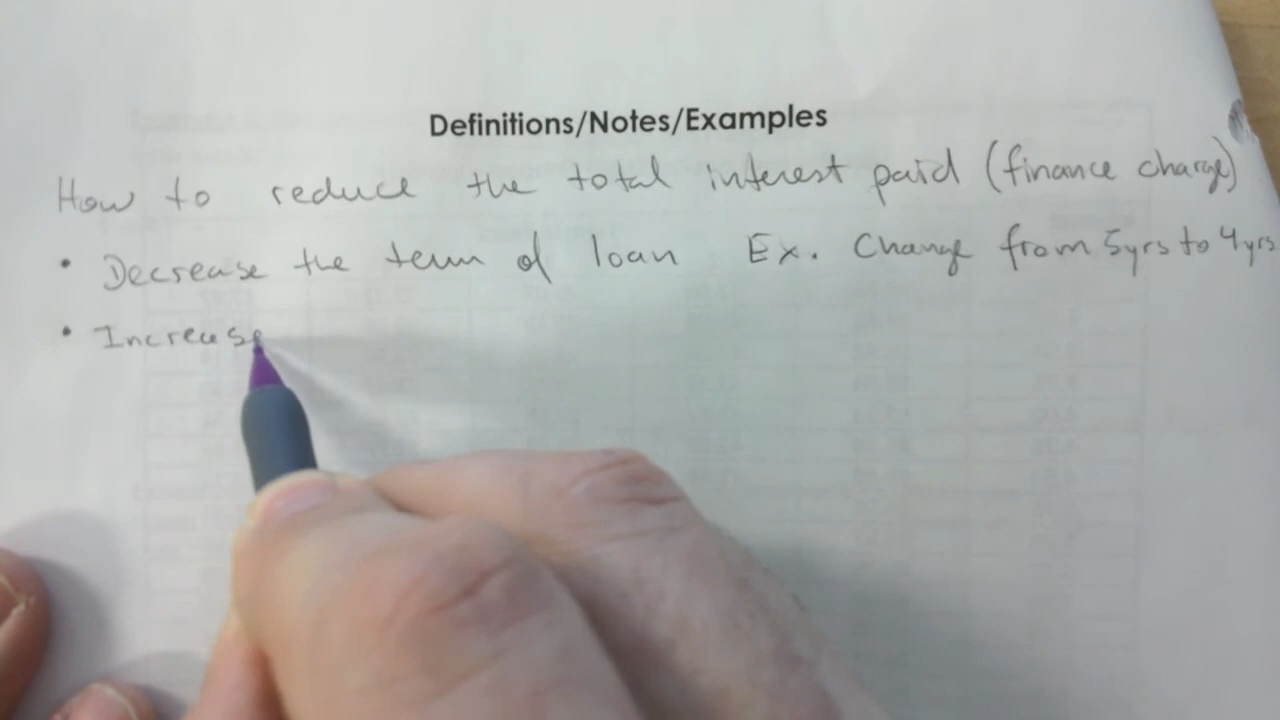 Definitions/Notes/Examples
How to reduce the total interest paid (finance charge)
• Decrease the term of loan Ex. Change from 5yrs to 4yrs
• Increase